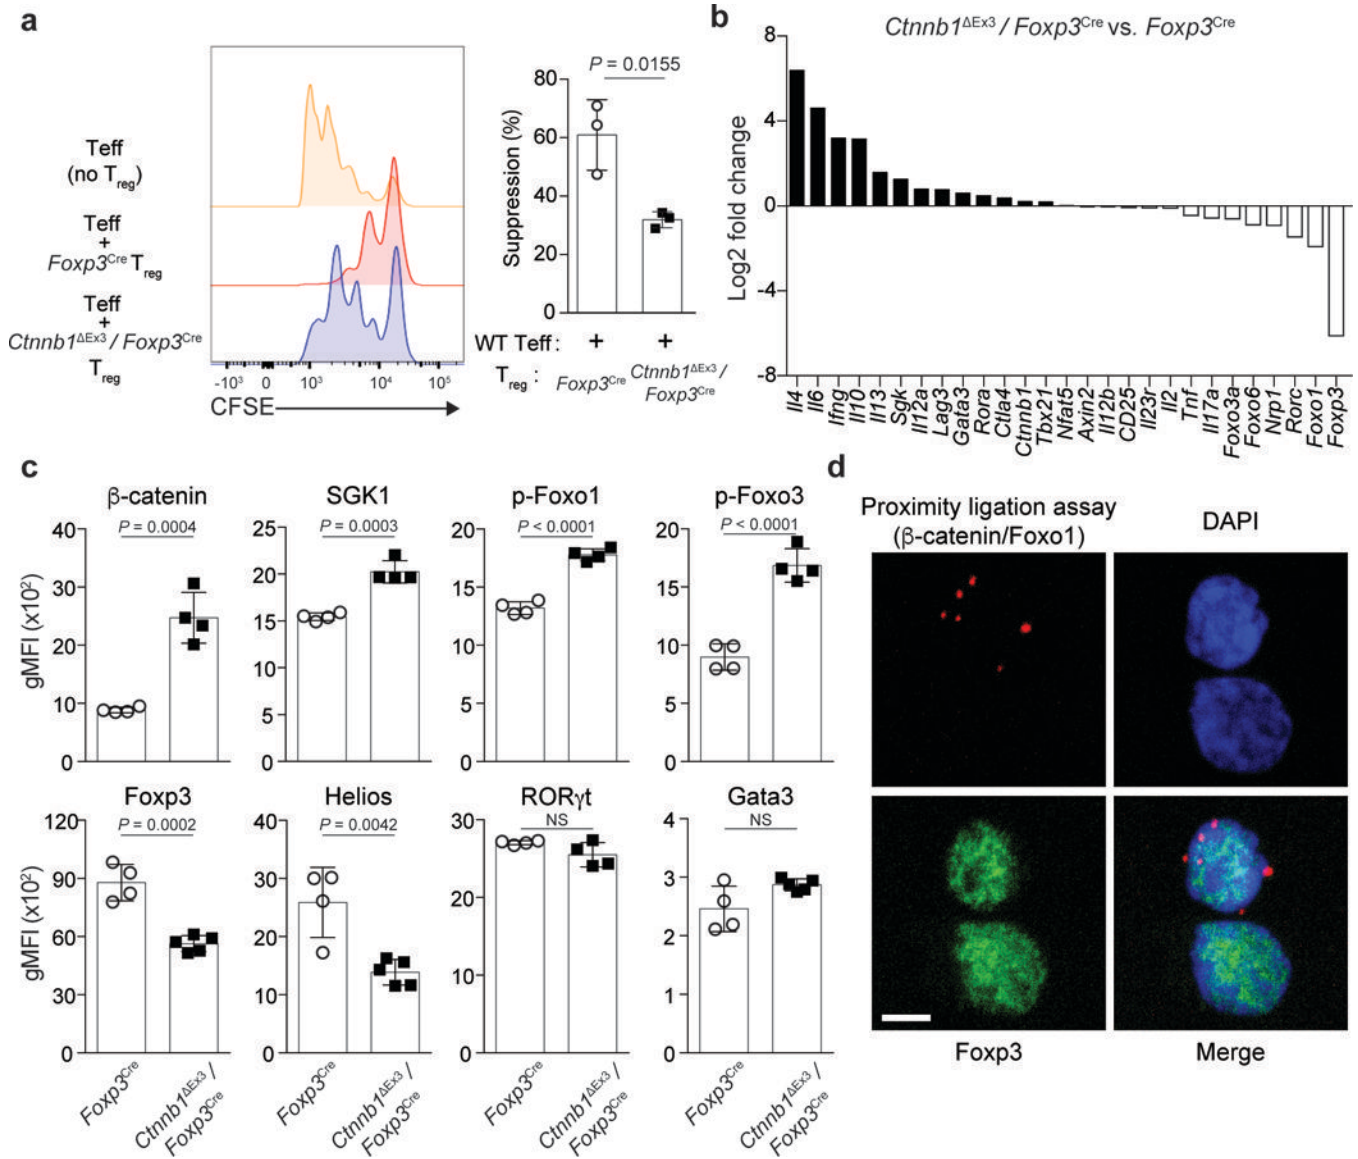 a
Teff
(no Treg)
Teff
+
Foxp3Cre Treg
Teff
+
Ctnnb1ΔEx3 / Foxp3Cre
Treg
-10³ 0 10³ 10⁴ 10⁵
CFSE
P = 0.0155
Suppression (%)
80
60
40
20
0
WT Teff : + +
Treg : Foxp3Cre Ctnnb1ΔEx3 /
Foxp3Cre
b
Ctnnb1ΔEx3 / Foxp3Cre vs. Foxp3Cre
Log2 fold change
8
4
0
-4
-8
Il4
Il6
Ifng
Il10
Il13
Sgk
Il12a
Lag3
Gata3
Rora
Ctla4
Ctnnb1
Tbx21
Nfat5
Axin2
Il12b
CD25
Il23r
Il2
Tnf
Il17a
Foxo3a
Foxo6
Nrp1
Rorc
Foxo1
Foxp3
c
β-catenin
P = 0.0004
gMFI (x10²)
40
30
20
10
0
SGK1
P = 0.0003
25
20
15
10
5
0
p-Foxo1
P < 0.0001
20
15
10
5
0
p-Foxo3
P < 0.0001
20
15
10
5
0
Foxp3
P = 0.0002
gMFI (x10²)
120
90
60
30
0
Foxp3Cre
Ctnnb1ΔEx3 /
Foxp3Cre
Helios
P = 0.0042
40
30
20
10
0
Foxp3Cre
Ctnnb1ΔEx3 /
Foxp3Cre
RORγt
NS
30
20
10
0
Foxp3Cre
Ctnnb1ΔEx3 /
Foxp3Cre
Gata3
NS
4
3
2
1
0
Foxp3Cre
Ctnnb1ΔEx3 /
Foxp3Cre
d
Proximity ligation assay
(β-catenin/Foxo1)
DAPI
Foxp3
Merge